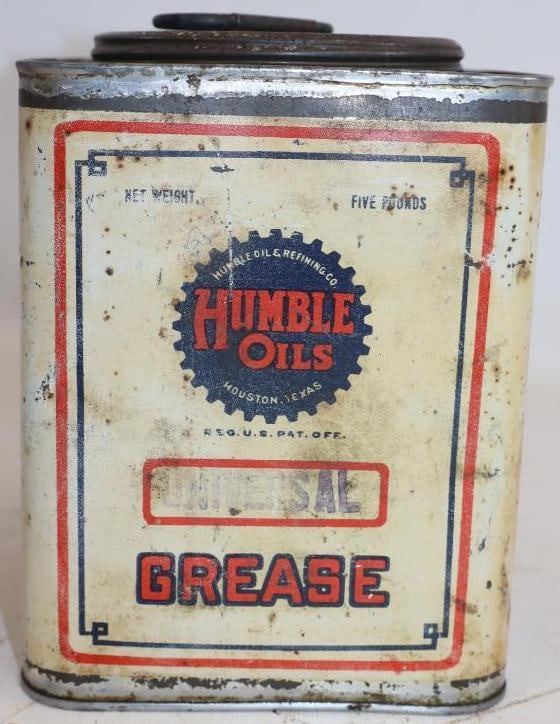 NET WEIGHT. FIVE POUNDS
HUMBLE OIL & REFINING CO.
HUMBLE
OILS
HOUSTON, TEXAS
REG. U.S. PAT. OFF.
UNIVERSAL
GREASE